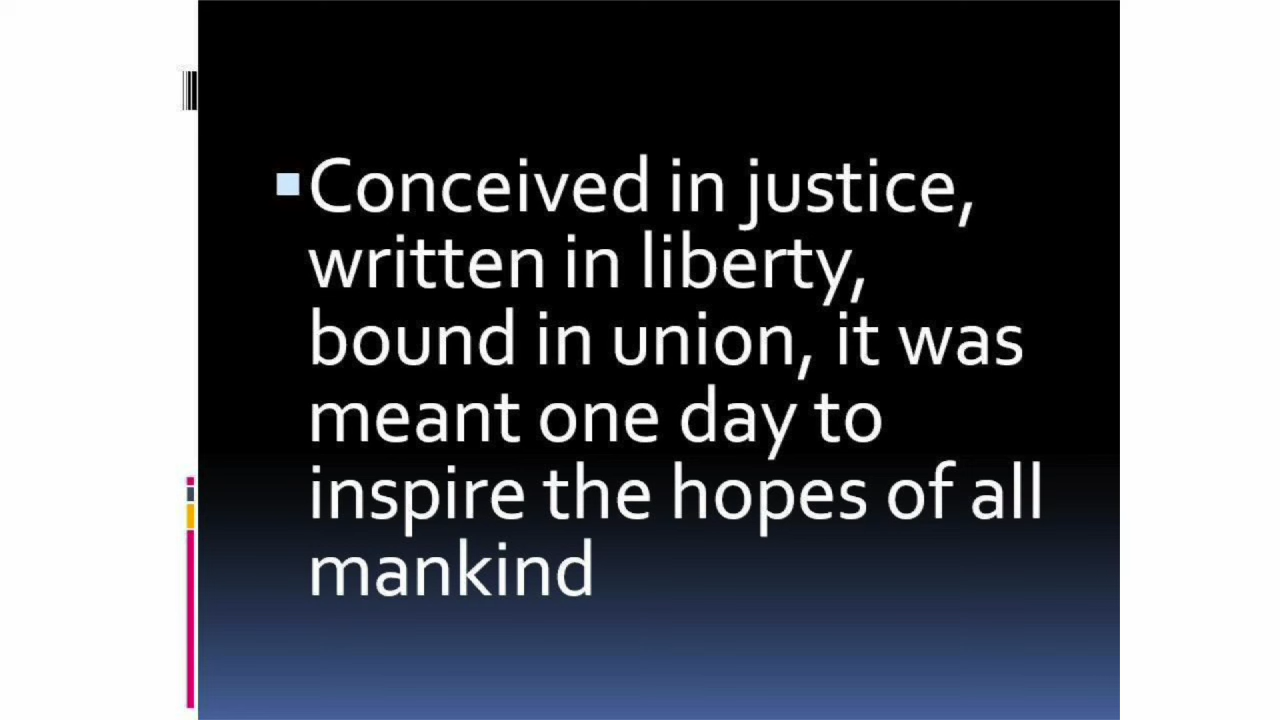 Conceived in justice,
written in liberty,
bound in union, it was
meant one day to
inspire the hopes of all
mankind